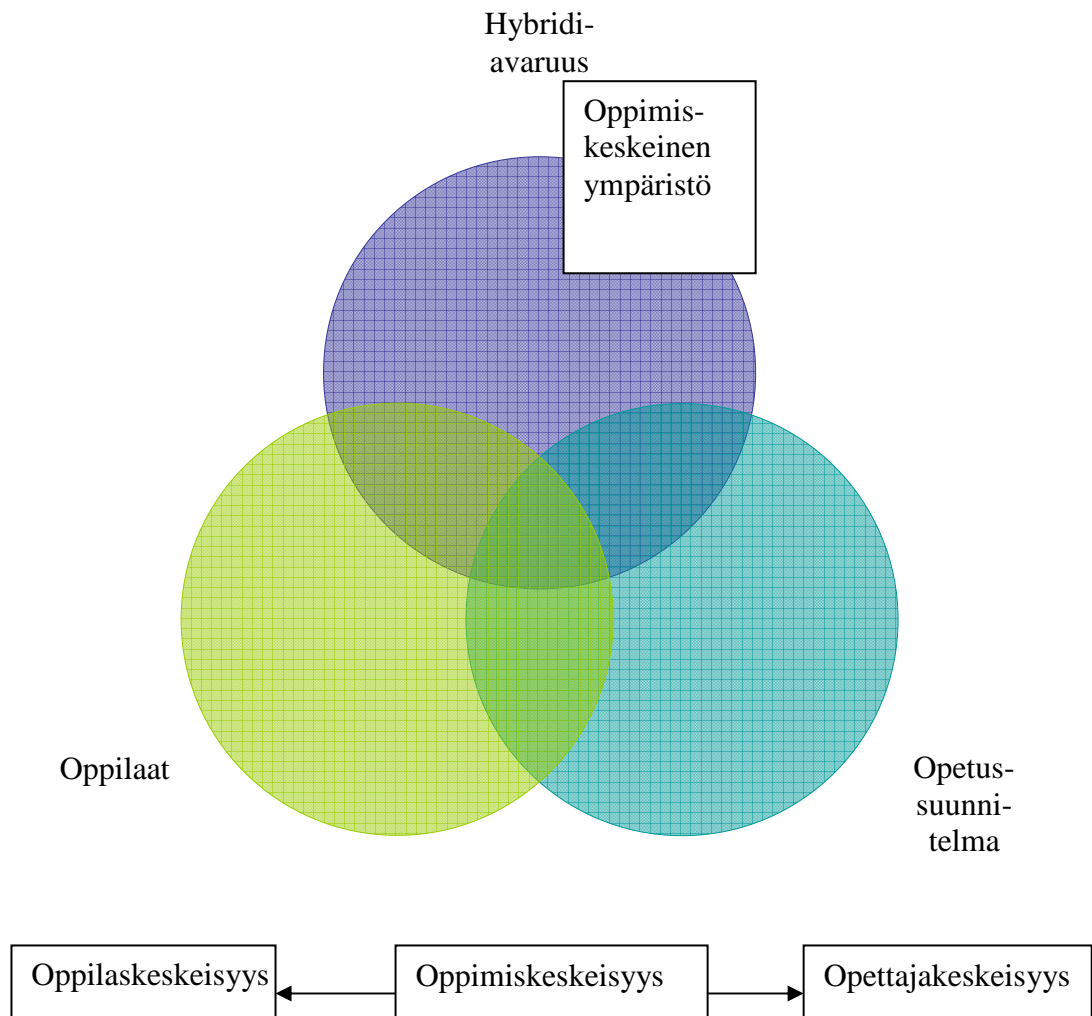 Hybridi-
avaruus
Oppimis-
keskeinen
ympäristö
Oppilaat
Opetus-
suunni-
telma
Oppilaskeskeisyys
Oppimiskeskeisyys
Opettajakeskeisyys